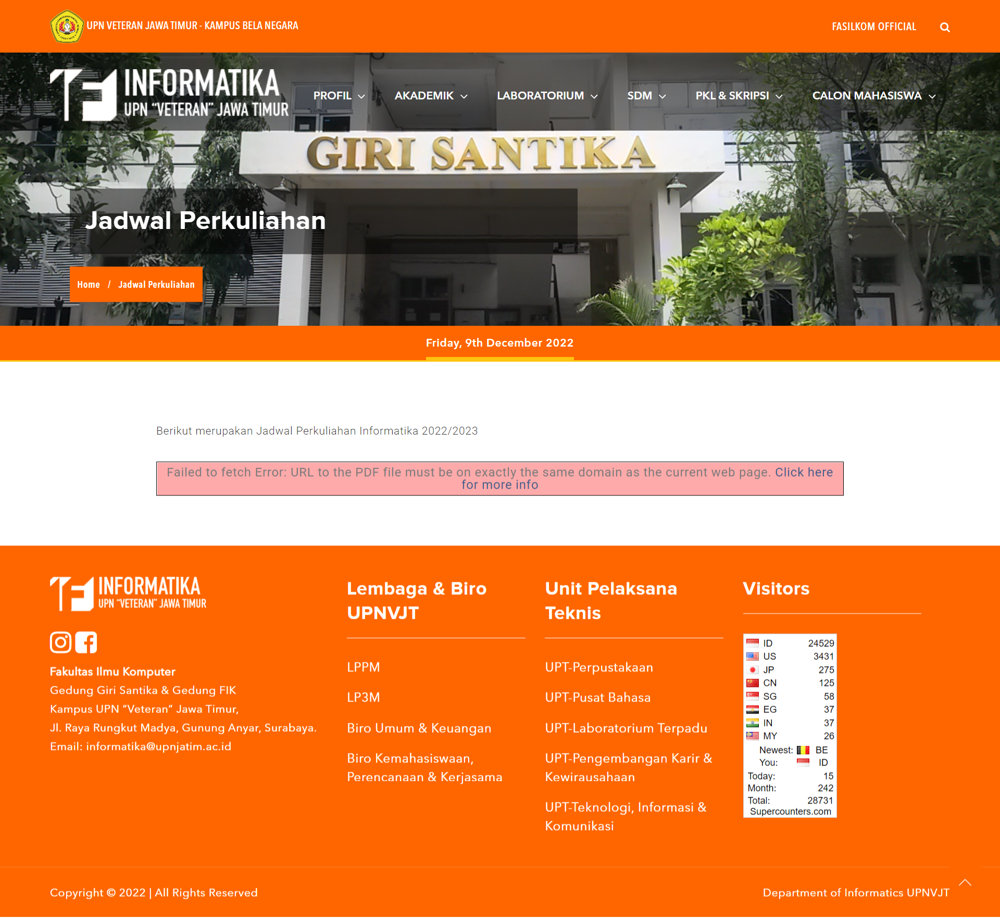 UPN VETERAN JAWA TIMUR - KAMPUS BELA NEGARA
FASILKOM OFFICIAL
INFORMATIKA
UPN “VETERAN” JAWA TIMUR
PROFIL
AKADEMIK
LABORATORIUM
SDM
PKL & SKRIPSI
CALON MAHASISWA
GIRI SANTIKA
Jadwal Perkuliahan
Home / Jadwal Perkuliahan
Friday, 9th December 2022
Berikut merupakan Jadwal Perkuliahan Informatika 2022/2023
Failed to fetch Error: URL to the PDF file must be on exactly the same domain as the current web page. Click here
for more info
INFORMATIKA
UPN “VETERAN” JAWA TIMUR
Fakultas Ilmu Komputer
Gedung Giri Santika & Gedung FIK
Kampus UPN “Veteran” Jawa Timur,
Jl. Raya Rungkut Madya, Gunung Anyar, Surabaya.
Email: informatika@upnjatim.ac.id
Lembaga & Biro
UPNVJT
LPPM
LP3M
Biro Umum & Keuangan
Biro Kemahasiswaan,
Perencanaan & Kerjasama
Unit Pelaksana
Teknis
UPT-Perpustakaan
UPT-Pusat Bahasa
UPT-Laboratorium Terpadu
UPT-Pengembangan Karir &
Kewirausahaan
UPT-Teknologi, Informasi &
Komunikasi
Visitors
ID 24529
US 3431
JP 275
CN 125
SG 58
EG 37
IN 37
MY 26
Newest: BE
You: ID
Today: 15
Month: 242
Total: 28731
Supercounters.com
Copyright © 2022 | All Rights Reserved
Department of Informatics UPNVJT